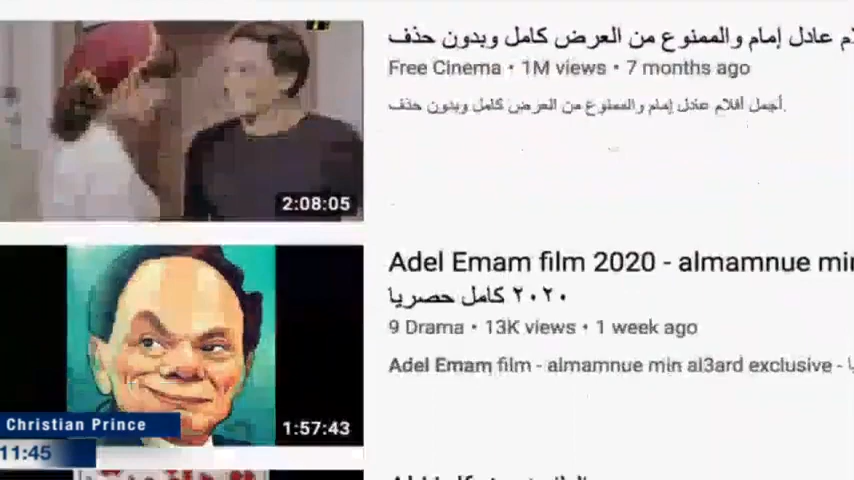 لام عادل إمام والممنوع من العرض كامل وبدون حذف
Free Cinema • 1M views • 7 months ago
أجمل أفلام عادل إمام والممنوع من العرض كامل وبدون حذف.
2:08:05
Adel Emam film 2020 - almamnue min
٢٠٢٠ كامل حصريا
9 Drama • 13K views • 1 week ago
Adel Emam film - almamnue min al3ard exclusive -
1:57:43
Christian Prince
11:45